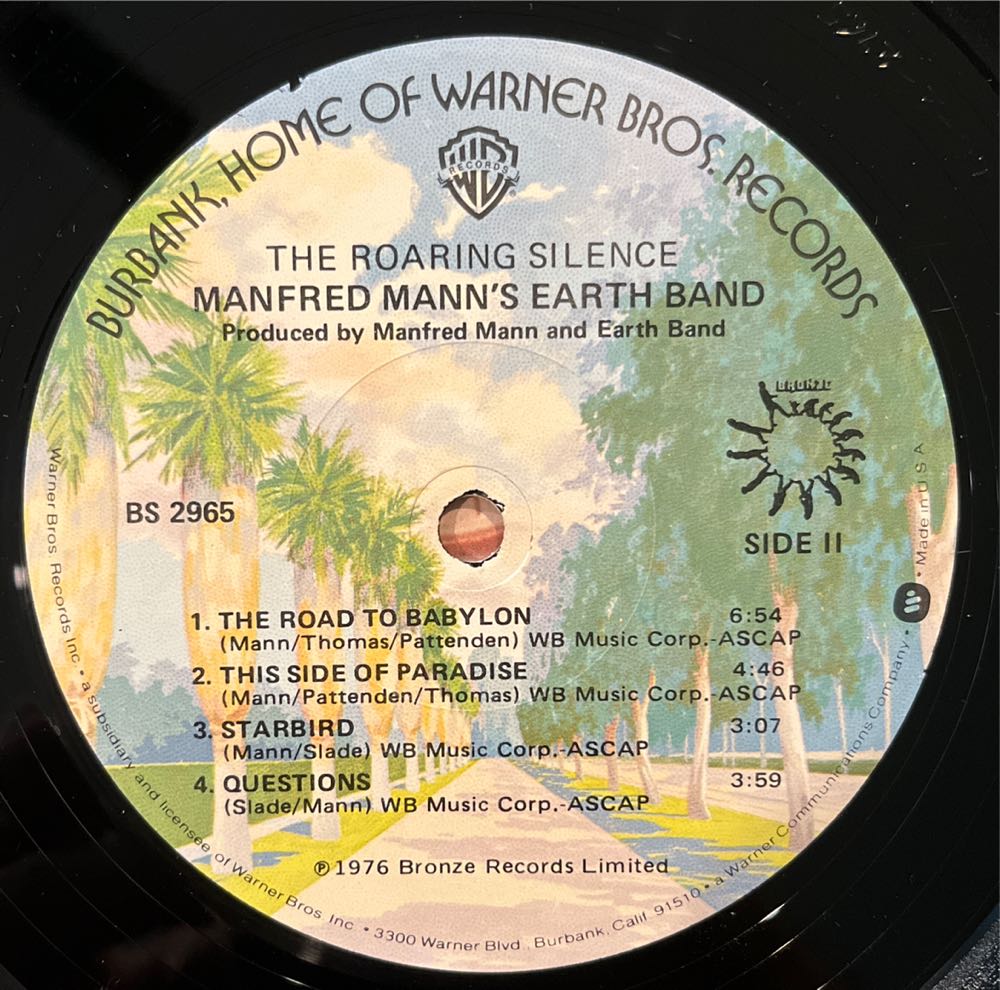 BURBANK, HOME OF WARNER BROS. RECORDS
WB
RECORDS
THE ROARING SILENCE
MANFRED MANN'S EARTH BAND
Produced by Manfred Mann and Earth Band
BRONZE
BS 2965
SIDE II
1. THE ROAD TO BABYLON 6:54
(Mann/Thomas/Pattenden) WB Music Corp.-ASCAP
2. THIS SIDE OF PARADISE 4:46
(Mann/Pattenden/Thomas) WB Music Corp.-ASCAP
3. STARBIRD 3:07
(Mann/Slade) WB Music Corp.-ASCAP
4. QUESTIONS 3:59
(Slade/Mann) WB Music Corp.-ASCAP
℗ 1976 Bronze Records Limited
Warner Bros. Records Inc. • a subsidiary and licensee of Warner Bros. Inc. • 3300 Warner Blvd., Burbank, Calif. 91510 • a Warner Communications Company • Made in U S A